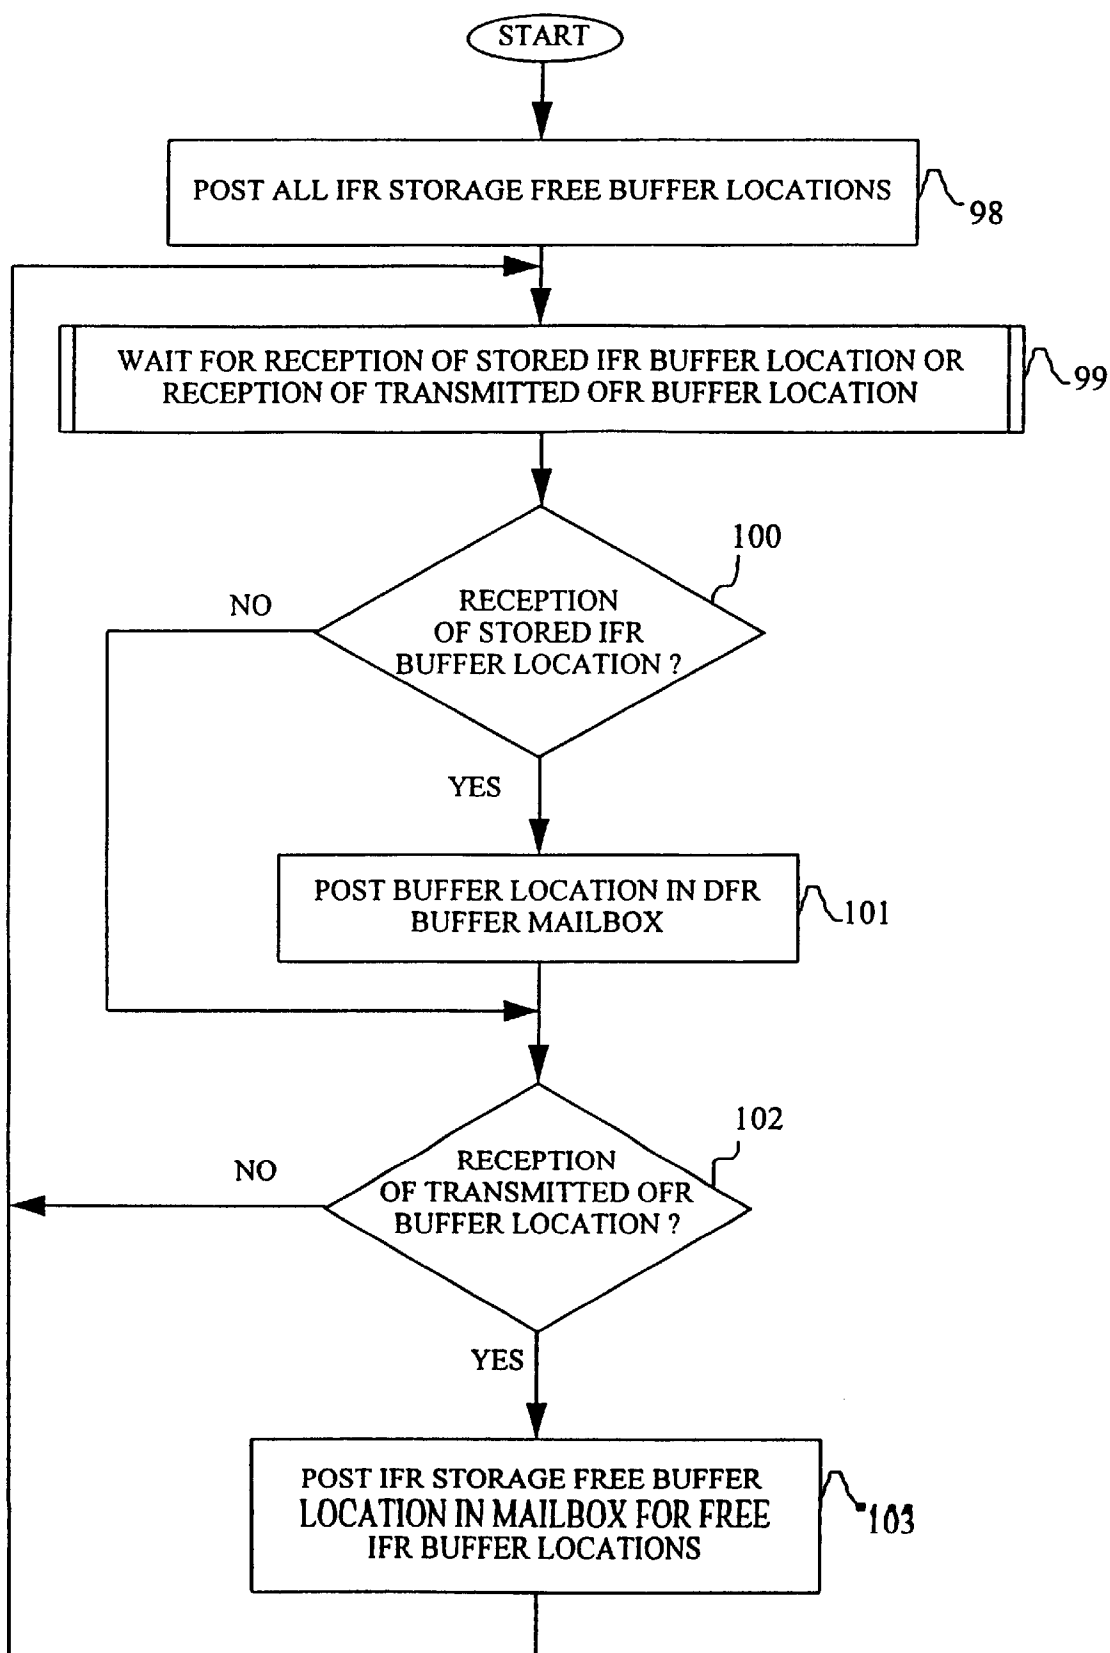 START
POST ALL IFR STORAGE FREE BUFFER LOCATIONS
98
WAIT FOR RECEPTION OF STORED IFR BUFFER LOCATION OR
RECEPTION OF TRANSMITTED OFR BUFFER LOCATION
99
100
NO
RECEPTION
OF STORED IFR
BUFFER LOCATION ?
YES
POST BUFFER LOCATION IN DFR
BUFFER MAILBOX
101
102
NO
RECEPTION
OF TRANSMITTED OFR
BUFFER LOCATION ?
YES
POST IFR STORAGE FREE BUFFER
LOCATION IN MAILBOX FOR FREE
IFR BUFFER LOCATIONS
103